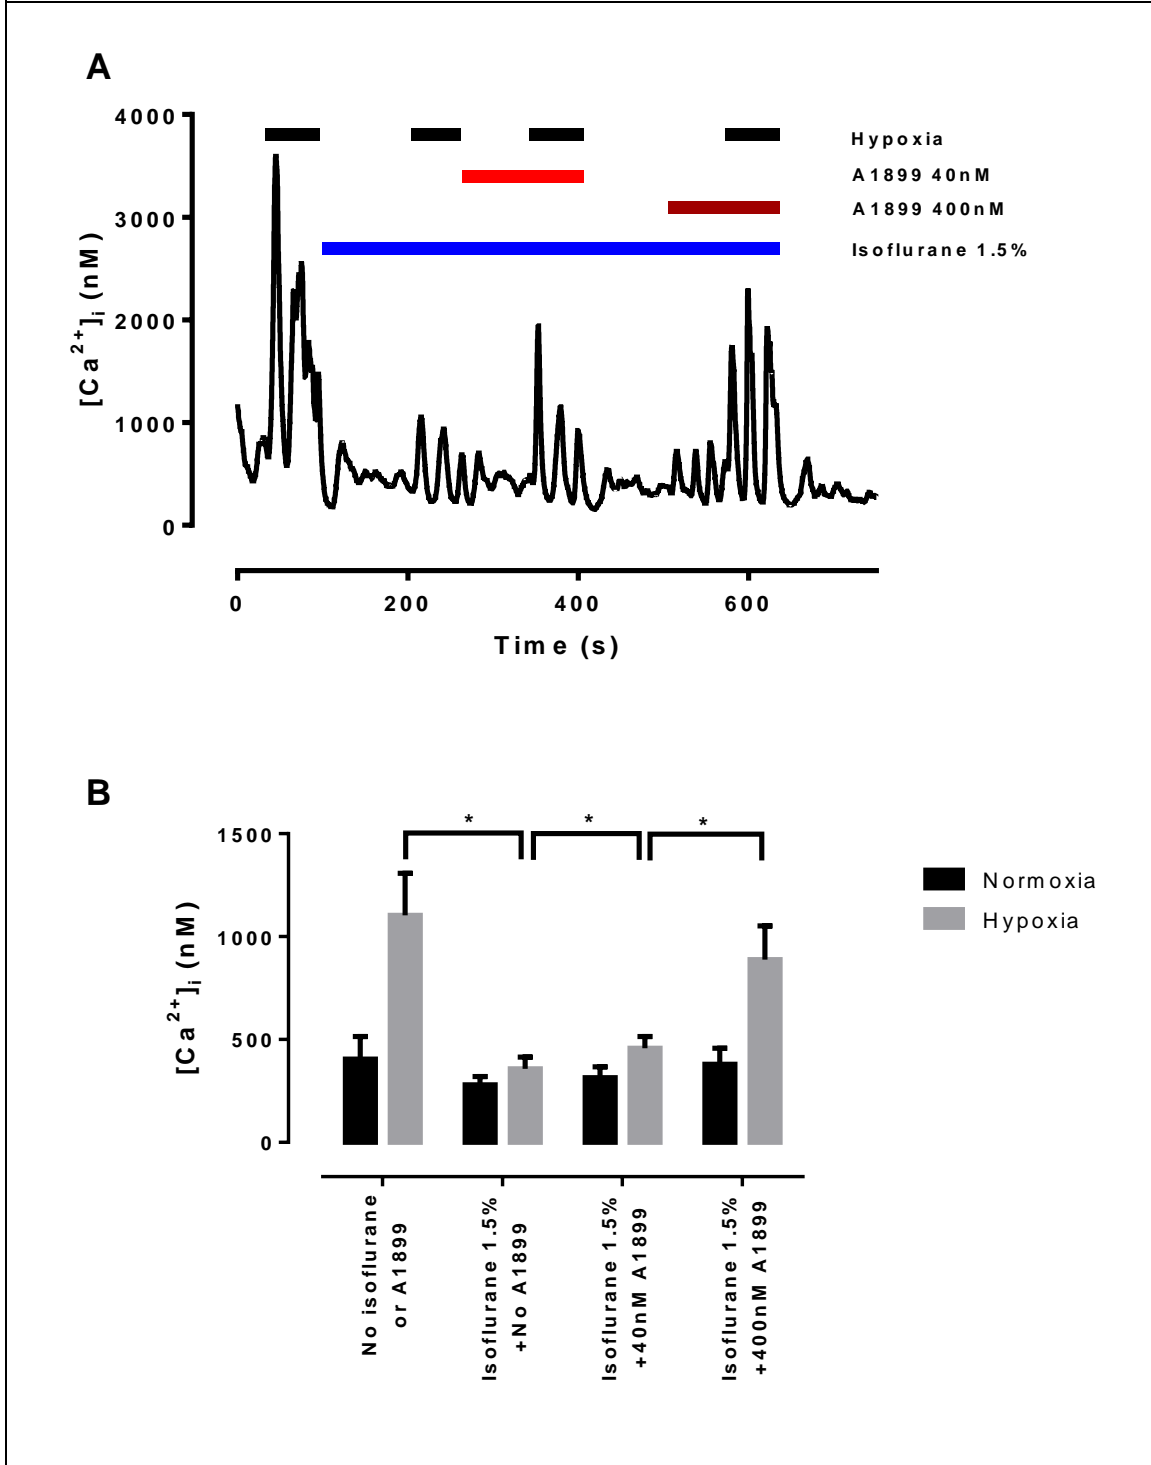 A
4000
3000
2000
1000
0
[Ca2+]i (nM)
Hypoxia
A1899 40nM
A1899 400nM
Isoflurane 1.5%
0 200 400 600
Time (s)
B
1500
1000
500
0
[Ca2+]i (nM)
* * *
Normoxia
Hypoxia
No isoflurane
or A1899
Isoflurane 1.5%
+No A1899
Isoflurane 1.5%
+40nM A1899
Isoflurane 1.5%
+400nM A1899